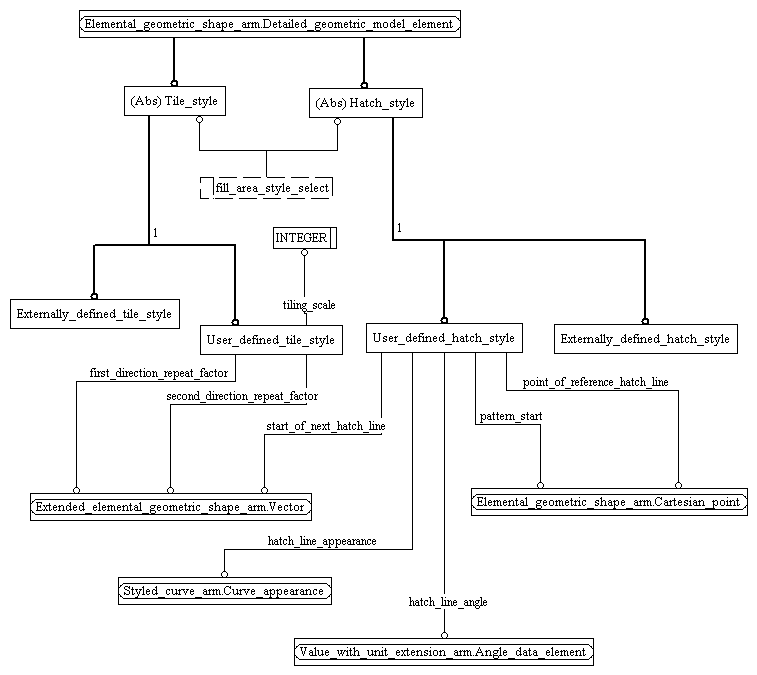 Elemental_geometric_shape_arm.Detailed_geometric_model_element
(Abs) Tile_style
(Abs) Hatch_style
fill_area_style_select
1
1
INTEGER
tiling_scale
Externally_defined_tile_style
User_defined_tile_style
User_defined_hatch_style
Externally_defined_hatch_style
first_direction_repeat_factor
second_direction_repeat_factor
start_of_next_hatch_line
point_of_reference_hatch_line
pattern_start
Extended_elemental_geometric_shape_arm.Vector
Elemental_geometric_shape_arm.Cartesian_point
hatch_line_appearance
Styled_curve_arm.Curve_appearance
hatch_line_angle
Value_with_unit_extension_arm.Angle_data_element